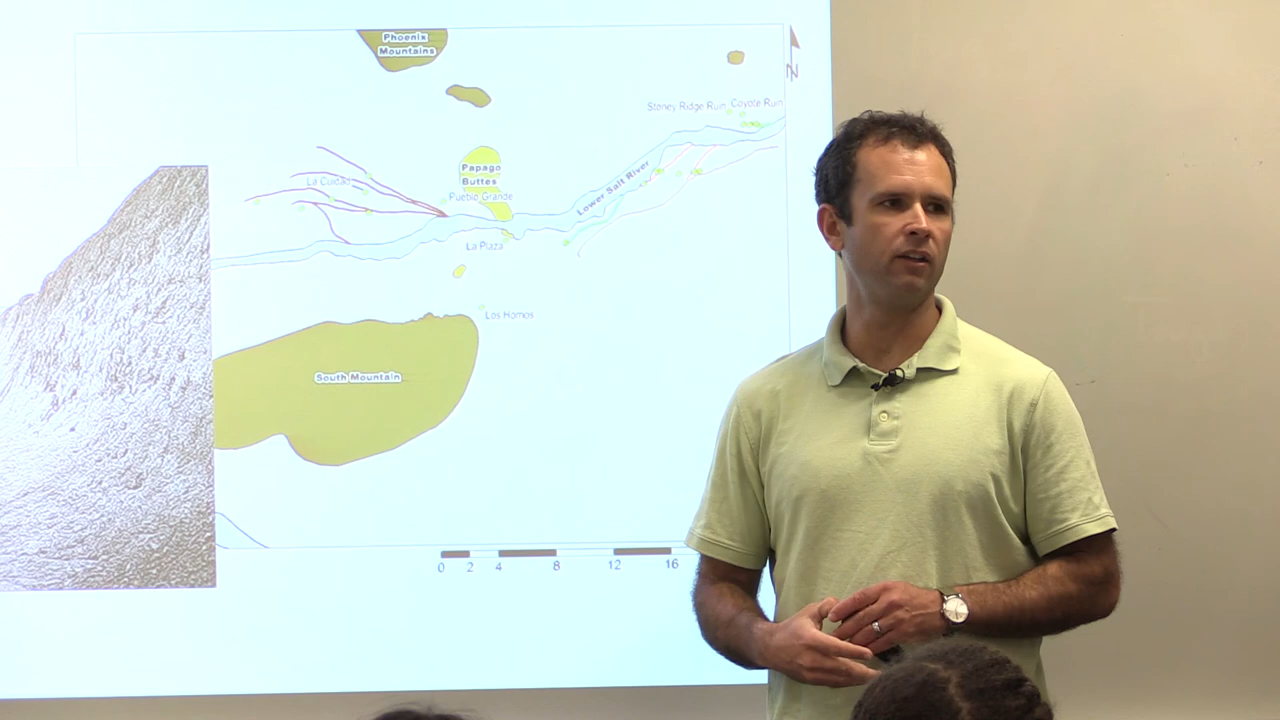 Phoenix
Mountains
N
Stoney Ridge Ruin
Coyote Ruin
Papago
Buttes
La Cuidad
Pueblo Grande
Lower Salt River
La Plaza
Los Hornos
South Mountain
0 2 4 8 12 16